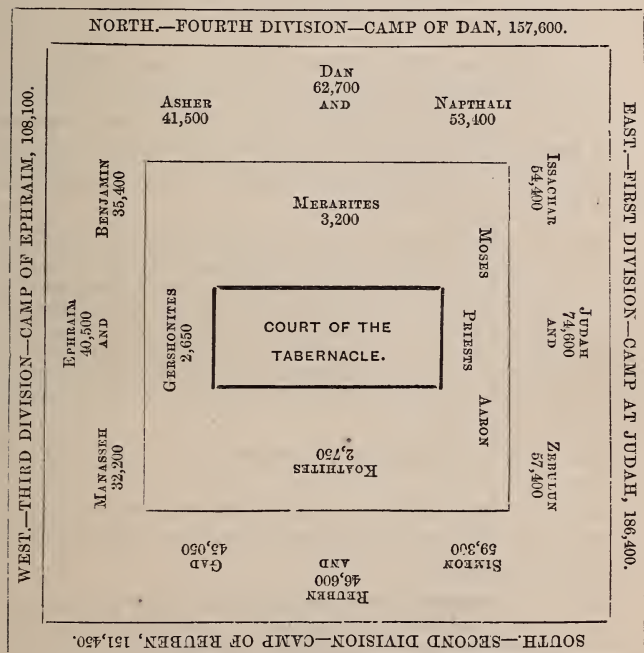 NORTH.—FOURTH DIVISION—CAMP OF DAN, 157,600.
DAN
62,700
AND
ASHER
41,500
NAPTHALI
53,400
EAST.—FIRST DIVISION—CAMP AT JUDAH, 186,400.
ISSACHAR
54,400
JUDAH
74,600
AND
ZEBULUN
57,400
SOUTH.—SECOND DIVISION—CAMP OF REUBEN, 151,450.
SIMEON
59,300
REUBEN
46,600
AND
GAD
45,050
WEST.—THIRD DIVISION—CAMP OF EPHRAIM, 108,100.
MANASSEH
32,200
EPHRAIM
40,500
AND
BENJAMIN
35,400
MERARITES
3,200
MOSES
PRIESTS
AARON
KOATHITES
2,750
GERSHONITES
2,650
COURT OF THE
TABERNACLE.